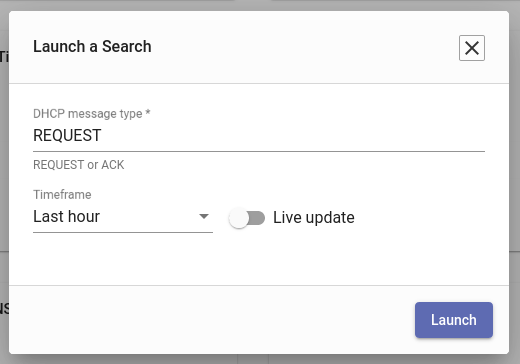 Launch a Search
DHCP message type *
REQUEST
REQUEST or ACK
Timeframe
Last hour
Live update
Launch